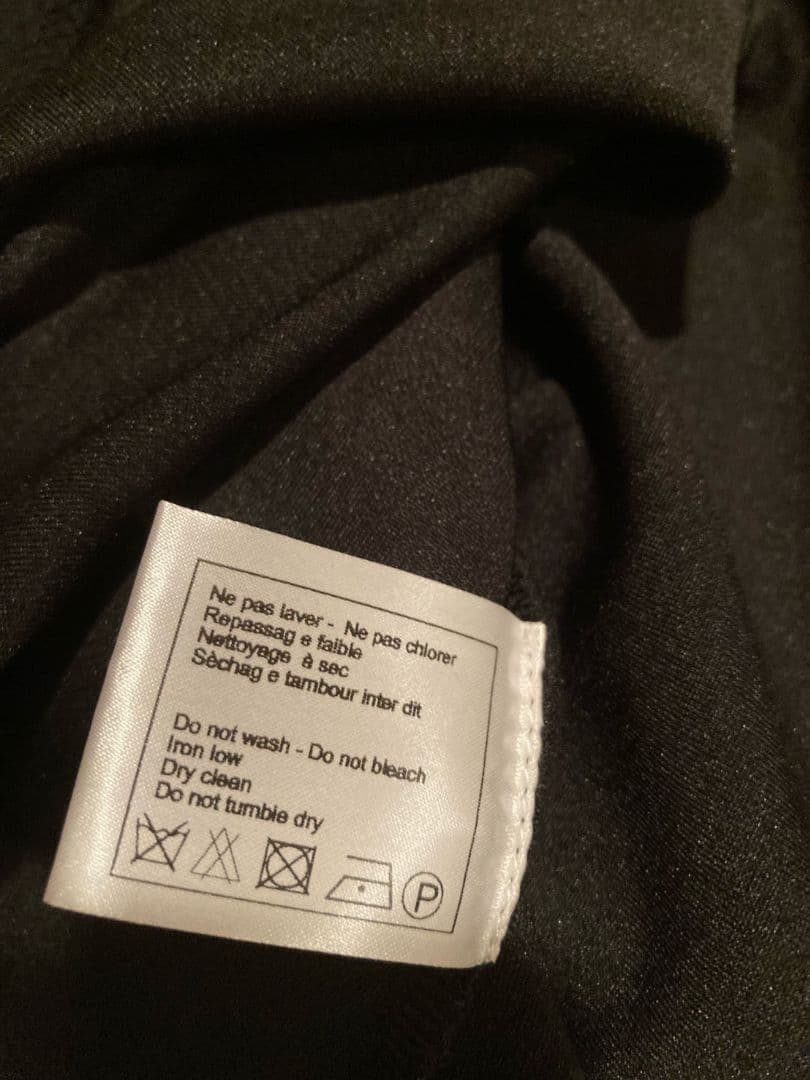 Ne pas laver - Ne pas chlorer
Repassag e faible
Nettoyage à sec
Sèchag e tambour inter dit
Do not wash - Do not bleach
Iron low
Dry clean
Do not tumble dry
P